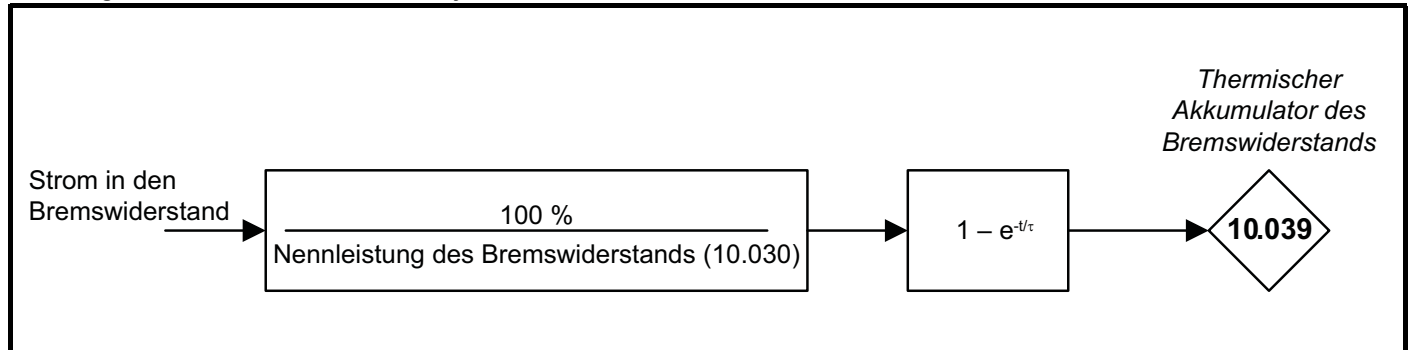 Thermischer
Akkumulator des
Bremswiderstands
Strom in den
Bremswiderstand
100 %
Nennleistung des Bremswiderstands (10.030)
1 – e-t/τ
10.039